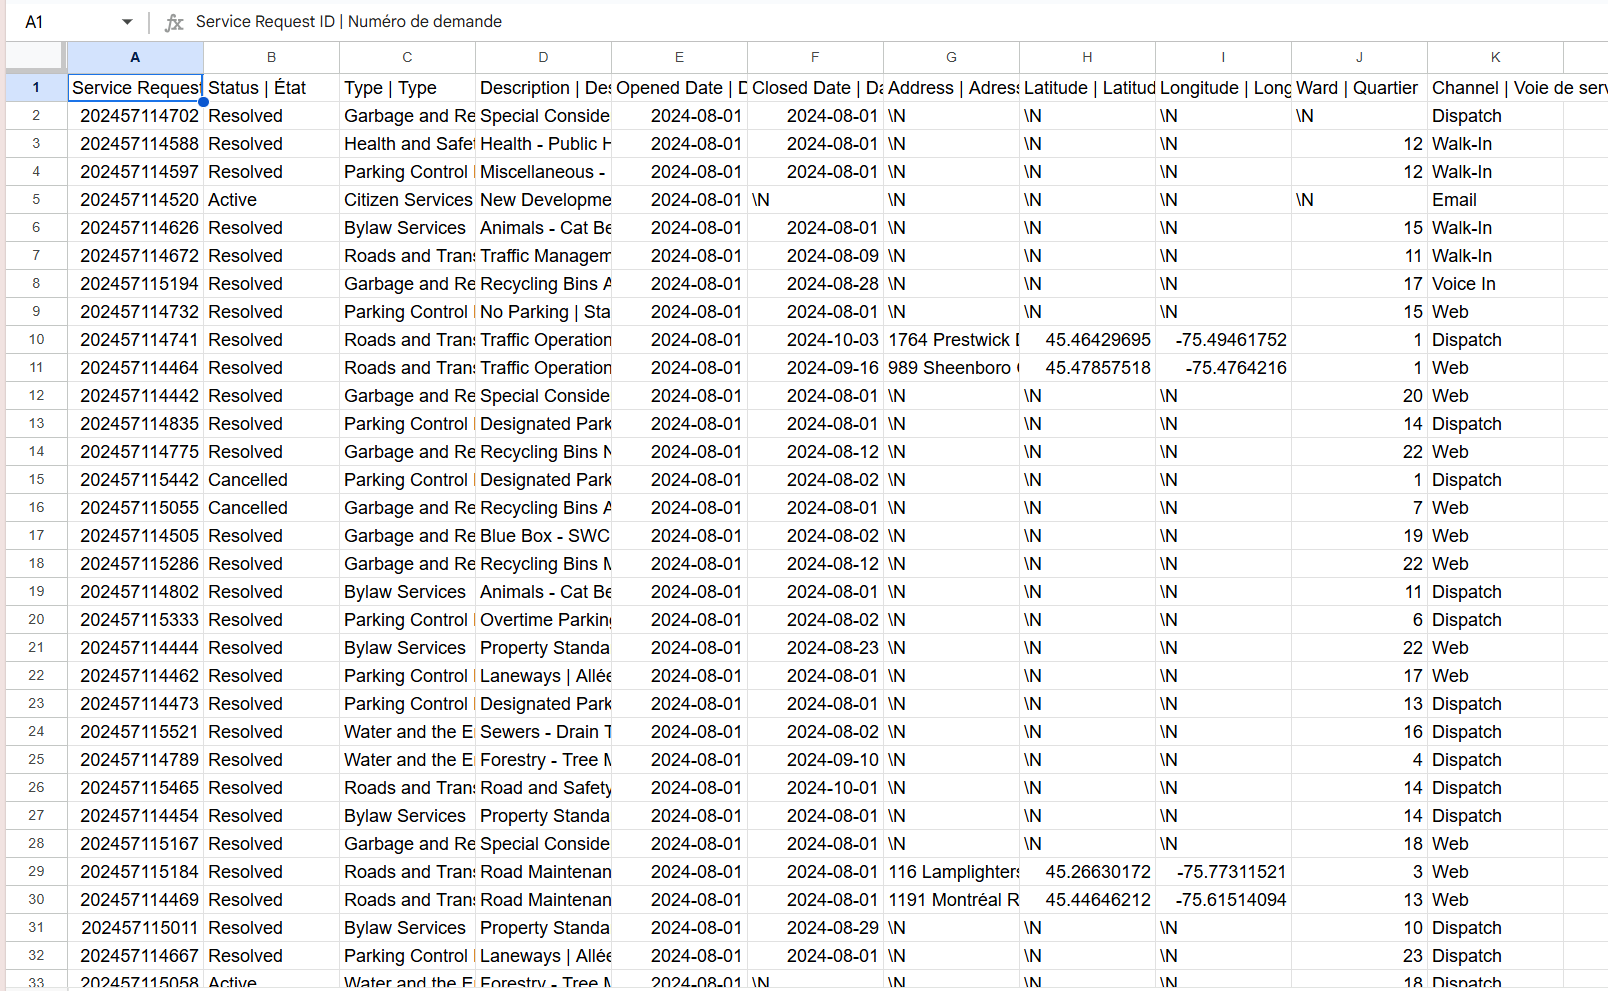 A1 fx Service Request ID | Numéro de demande
A B C D E F G H I J K
1 Service Request Status | État Type | Type Description | Des Opened Date | D Closed Date | Da Address | Adress Latitude | Latitud Longitude | Long Ward | Quartier Channel | Voie de serv
2 202457114702 Resolved Garbage and Re Special Conside 2024-08-01 2024-08-01 \N \N \N \N Dispatch
3 202457114588 Resolved Health and Safet Health - Public H 2024-08-01 2024-08-01 \N \N \N 12 Walk-In
4 202457114597 Resolved Parking Control Miscellaneous - 2024-08-01 2024-08-01 \N \N \N 12 Walk-In
5 202457114520 Active Citizen Services New Developme 2024-08-01 \N \N \N \N \N Email
6 202457114626 Resolved Bylaw Services Animals - Cat Be 2024-08-01 2024-08-01 \N \N \N 15 Walk-In
7 202457114672 Resolved Roads and Trans Traffic Managem 2024-08-01 2024-08-09 \N \N \N 11 Walk-In
8 202457115194 Resolved Garbage and Re Recycling Bins A 2024-08-01 2024-08-28 \N \N \N 17 Voice In
9 202457114732 Resolved Parking Control No Parking | Sta 2024-08-01 2024-08-01 \N \N \N 15 Web
10 202457114741 Resolved Roads and Trans Traffic Operation 2024-08-01 2024-10-03 1764 Prestwick D 45.46429695 -75.49461752 1 Dispatch
11 202457114464 Resolved Roads and Trans Traffic Operation 2024-08-01 2024-09-16 989 Sheenboro 45.47857518 -75.4764216 1 Web
12 202457114442 Resolved Garbage and Re Special Conside 2024-08-01 2024-08-01 \N \N \N 20 Web
13 202457114835 Resolved Parking Control Designated Park 2024-08-01 2024-08-01 \N \N \N 14 Dispatch
14 202457114775 Resolved Garbage and Re Recycling Bins N 2024-08-01 2024-08-12 \N \N \N 22 Web
15 202457115442 Cancelled Parking Control Designated Park 2024-08-01 2024-08-02 \N \N \N 1 Dispatch
16 202457115055 Cancelled Garbage and Re Recycling Bins A 2024-08-01 2024-08-01 \N \N \N 7 Web
17 202457114505 Resolved Garbage and Re Blue Box - SWC 2024-08-01 2024-08-02 \N \N \N 19 Web
18 202457115286 Resolved Garbage and Re Recycling Bins M 2024-08-01 2024-08-12 \N \N \N 22 Web
19 202457114802 Resolved Bylaw Services Animals - Cat Be 2024-08-01 2024-08-01 \N \N \N 11 Dispatch
20 202457115333 Resolved Parking Control Overtime Parking 2024-08-01 2024-08-02 \N \N \N 6 Dispatch
21 202457114444 Resolved Bylaw Services Property Standa 2024-08-01 2024-08-23 \N \N \N 22 Web
22 202457114462 Resolved Parking Control Laneways | Allée 2024-08-01 2024-08-01 \N \N \N 17 Web
23 202457114473 Resolved Parking Control Designated Park 2024-08-01 2024-08-01 \N \N \N 13 Dispatch
24 202457115521 Resolved Water and the E Sewers - Drain T 2024-08-01 2024-08-02 \N \N \N 16 Dispatch
25 202457114789 Resolved Water and the E Forestry - Tree M 2024-08-01 2024-09-10 \N \N \N 4 Dispatch
26 202457115465 Resolved Roads and Trans Road and Safety 2024-08-01 2024-10-01 \N \N \N 14 Dispatch
27 202457114454 Resolved Bylaw Services Property Standa 2024-08-01 2024-08-01 \N \N \N 14 Dispatch
28 202457115167 Resolved Garbage and Re Special Conside 2024-08-01 2024-08-01 \N \N \N 18 Web
29 202457115184 Resolved Roads and Trans Road Maintenan 2024-08-01 2024-08-01 116 Lamplighters 45.26630172 -75.77311521 3 Web
30 202457114469 Resolved Roads and Trans Road Maintenan 2024-08-01 2024-08-01 1191 Montréal R 45.44646212 -75.61514094 13 Web
31 202457115011 Resolved Bylaw Services Property Standa 2024-08-01 2024-08-29 \N \N \N 10 Dispatch
32 202457114667 Resolved Parking Control Laneways | Allée 2024-08-01 2024-08-01 \N \N \N 23 Dispatch
33 202457115058 Active Water and the E Forestry - Tree M 2024-08-01 \N \N \N \N 18 Dispatch